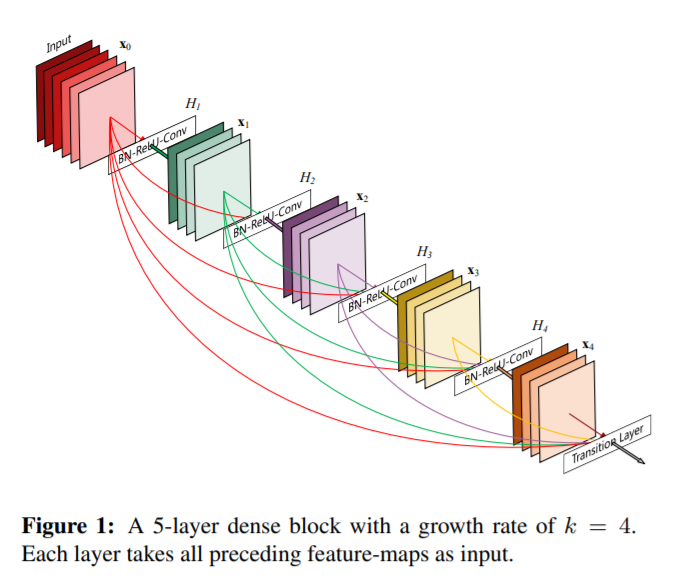 Input
x0
H1
BN-ReLU-Conv
x1
H2
BN-ReLU-Conv
x2
H3
BN-ReLU-Conv
x3
H4
BN-ReLU-Conv
x4
Transition Layer
Figure 1: A 5-layer dense block with a growth rate of k = 4.
Each layer takes all preceding feature-maps as input.